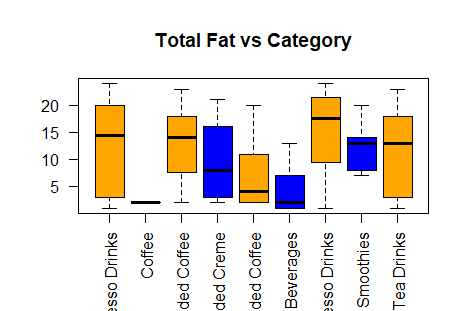 Total Fat vs Category
20
15
10
5
esso Drinks
Coffee
ded Coffee
ded Creme
ded Coffee
Beverages
esso Drinks
Smoothies
Tea Drinks